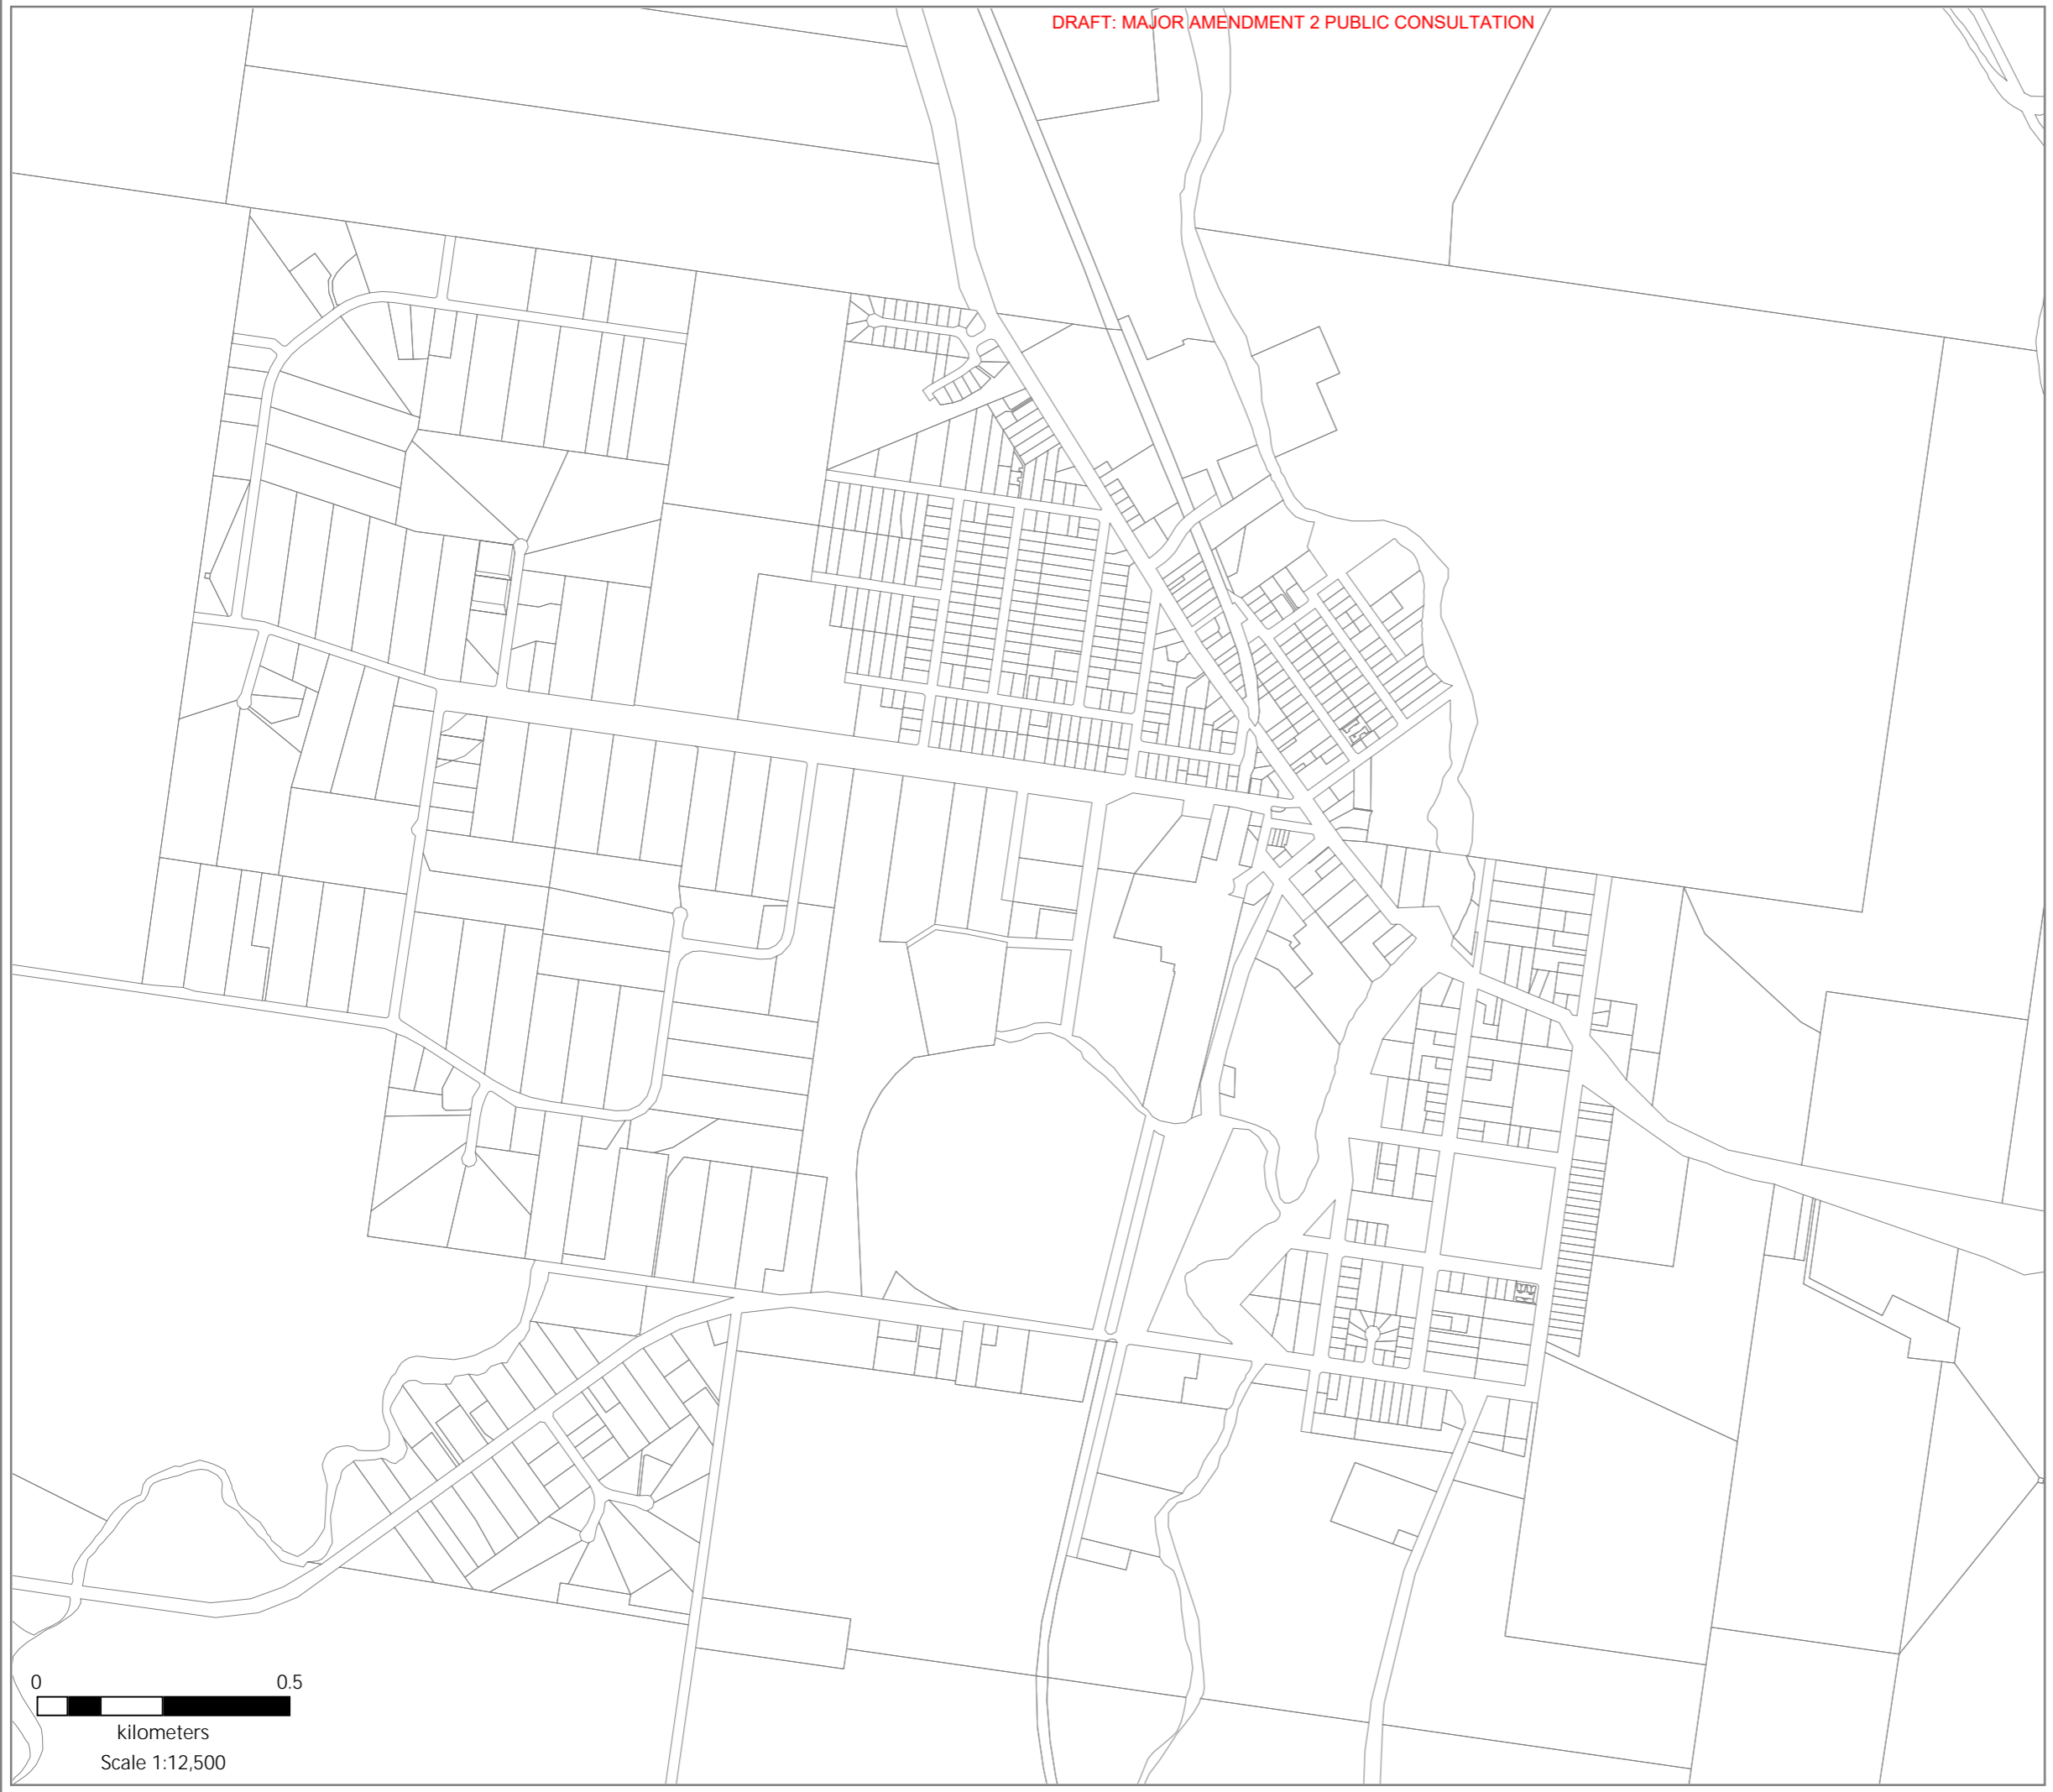 DRAFT: MAJOR AMENDMENT 2 PUBLIC CONSULTATION
0 0.5
kilometers
Scale 1:12,500